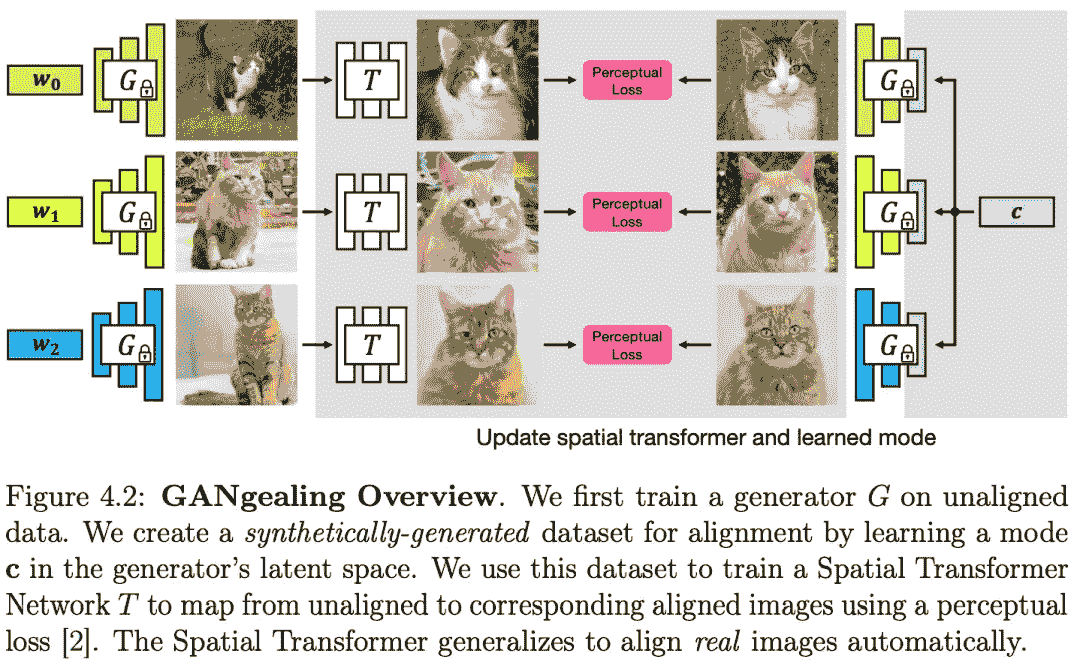 w₀ G T Perceptual Loss G
w₁ G T Perceptual Loss G c
w₂ G T Perceptual Loss G
Update spatial transformer and learned mode
Figure 4.2: GANgealing Overview. We first train a generator G on unaligned
data. We create a synthetically-generated dataset for alignment by learning a mode
c in the generator's latent space. We use this dataset to train a Spatial Transformer
Network T to map from unaligned to corresponding aligned images using a perceptual
loss [2]. The Spatial Transformer generalizes to align real images automatically.